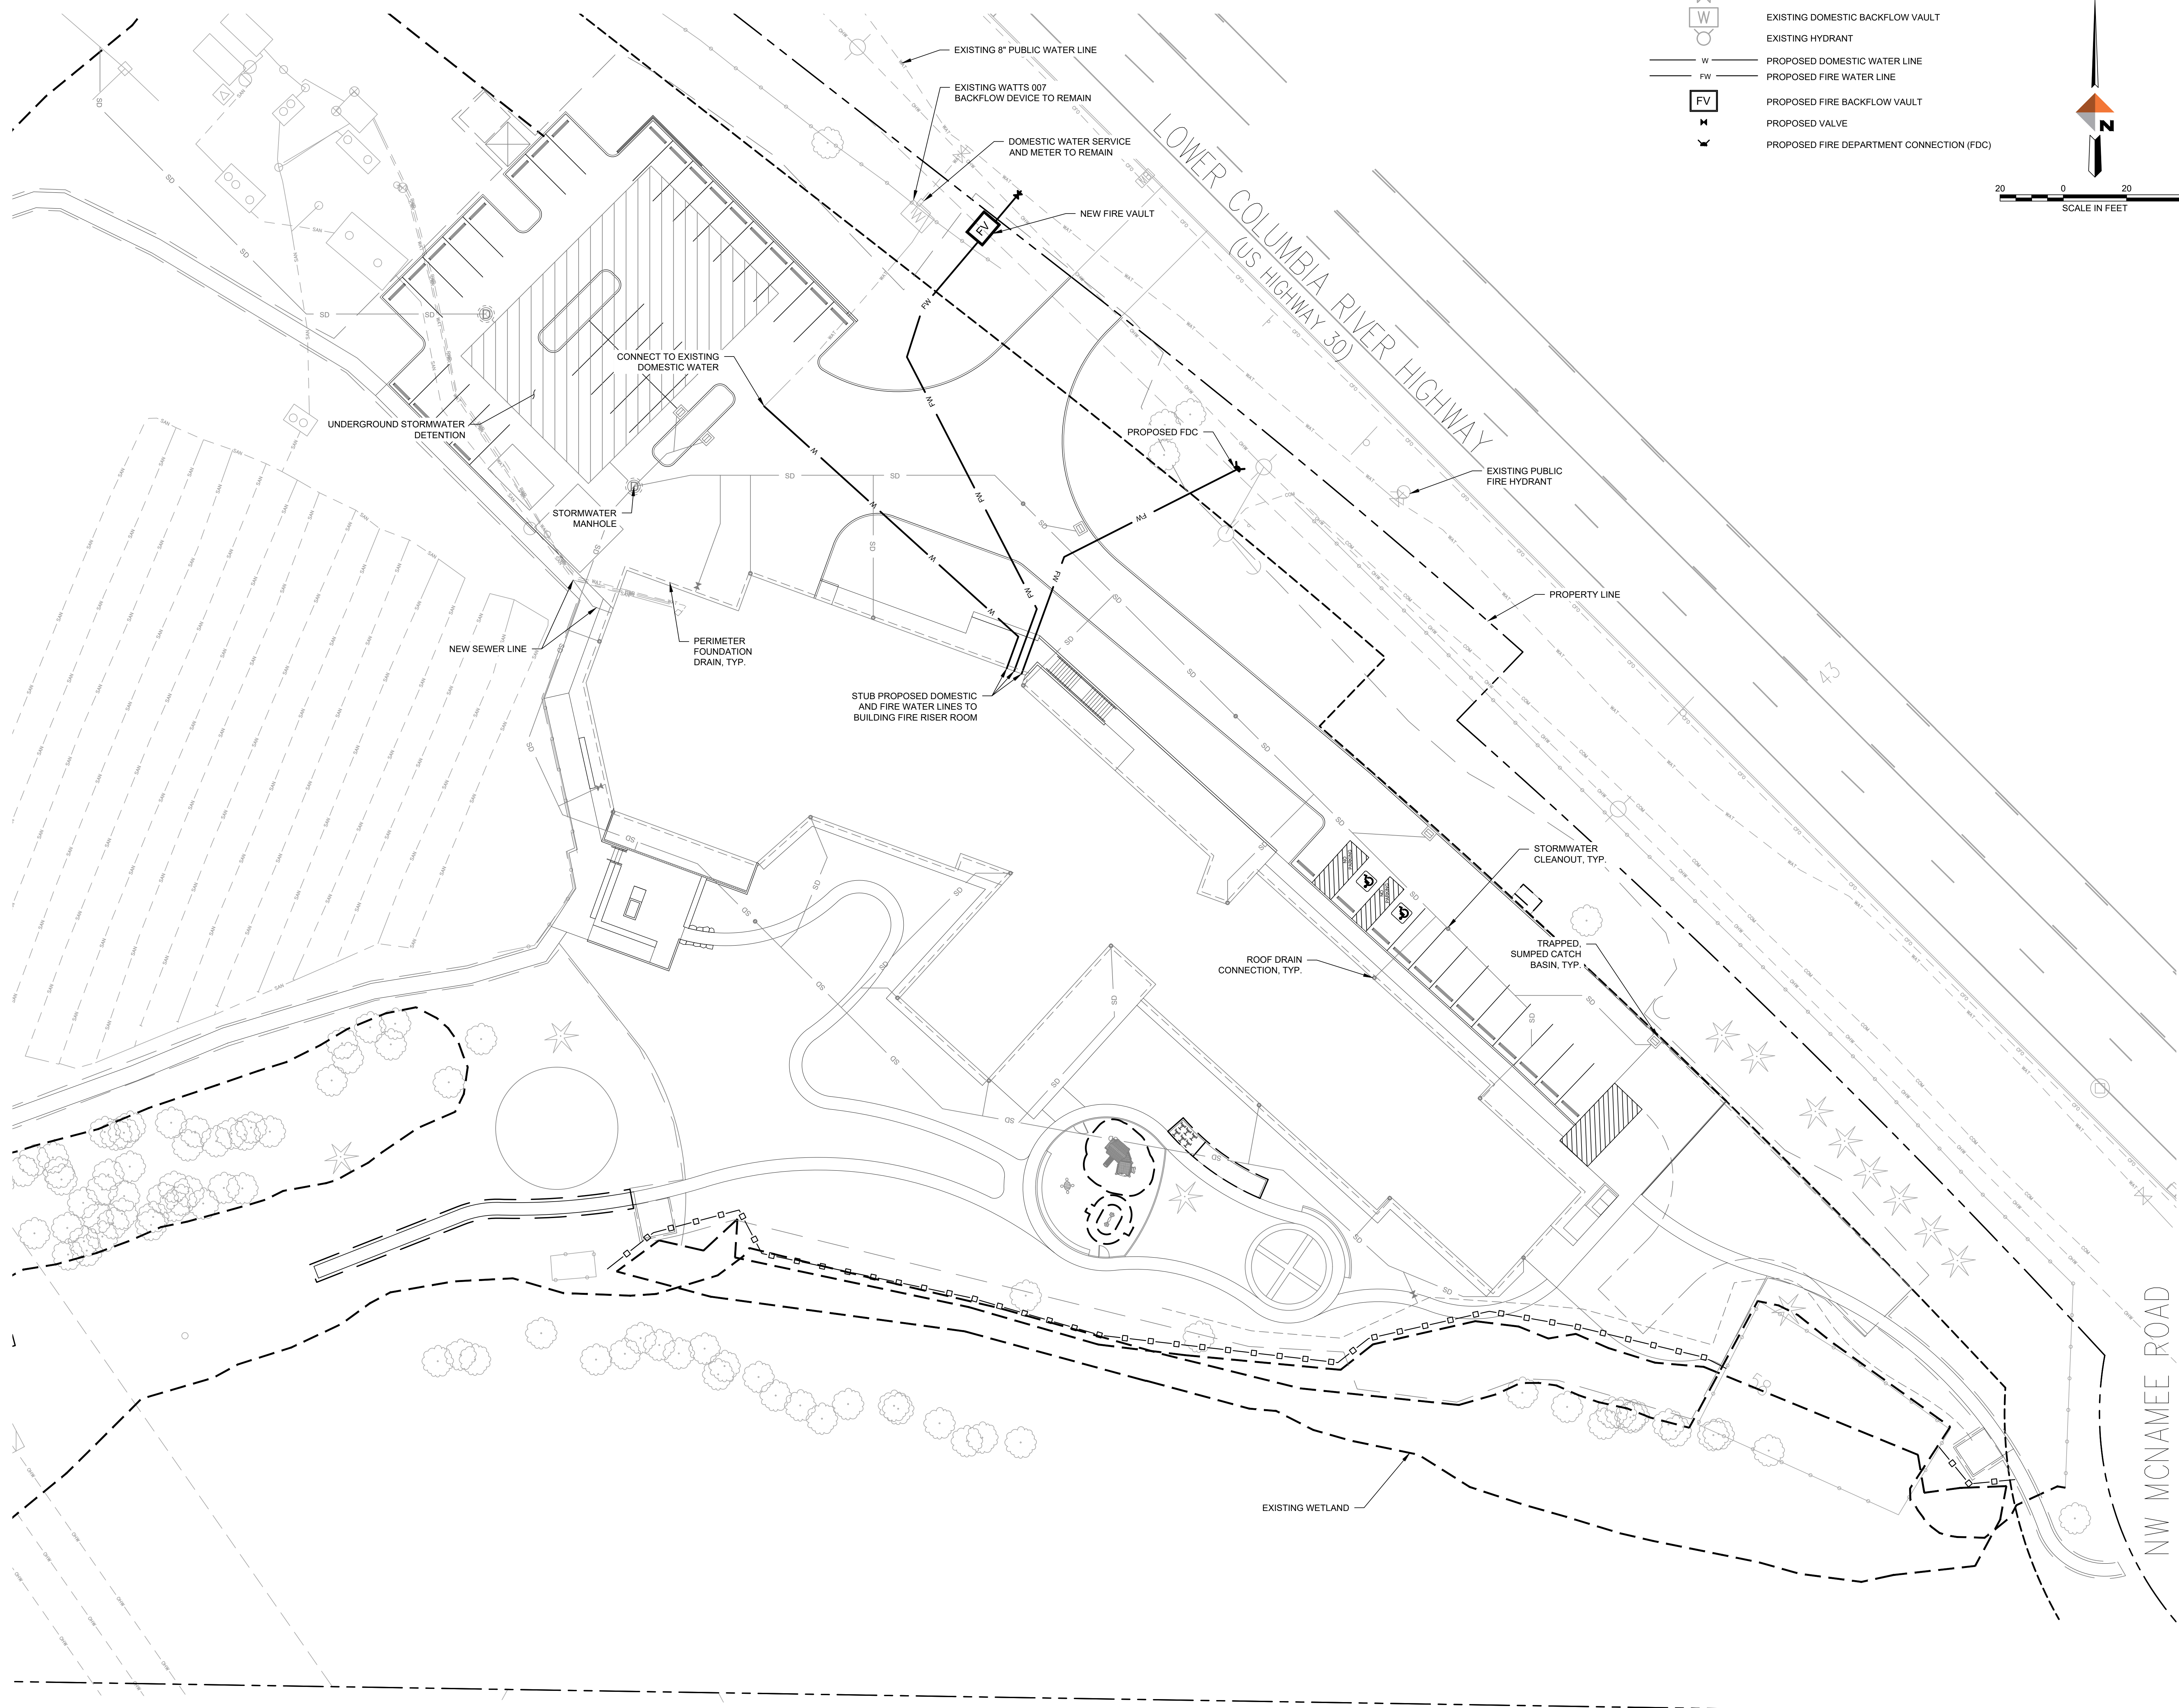 EXISTING DOMESTIC BACKFLOW VAULT
W
EXISTING HYDRANT
W
PROPOSED DOMESTIC WATER LINE
FW
PROPOSED FIRE WATER LINE
FV
PROPOSED FIRE BACKFLOW VAULT
PROPOSED VALVE
PROPOSED FIRE DEPARTMENT CONNECTION (FDC)
N
20 0 20
SCALE IN FEET
EXISTING 8" PUBLIC WATER LINE
EXISTING WATTS 007
BACKFLOW DEVICE TO REMAIN
DOMESTIC WATER SERVICE
AND METER TO REMAIN
W
NEW FIRE VAULT
FV
LOWER COLUMBIA RIVER HIGHWAY
(US HIGHWAY 30)
CONNECT TO EXISTING
DOMESTIC WATER
UNDERGROUND STORMWATER
DETENTION
PROPOSED FDC
EXISTING PUBLIC
FIRE HYDRANT
STORMWATER
MANHOLE
PROPERTY LINE
PERIMETER
FOUNDATION
DRAIN, TYP.
NEW SEWER LINE
STUB PROPOSED DOMESTIC
AND FIRE WATER LINES TO
BUILDING FIRE RISER ROOM
43
STORMWATER
CLEANOUT, TYP.
TRAPPED,
SUMPED CATCH
BASIN, TYP.
ROOF DRAIN
CONNECTION, TYP.
58
EXISTING WETLAND
NW MCNAMEE ROAD